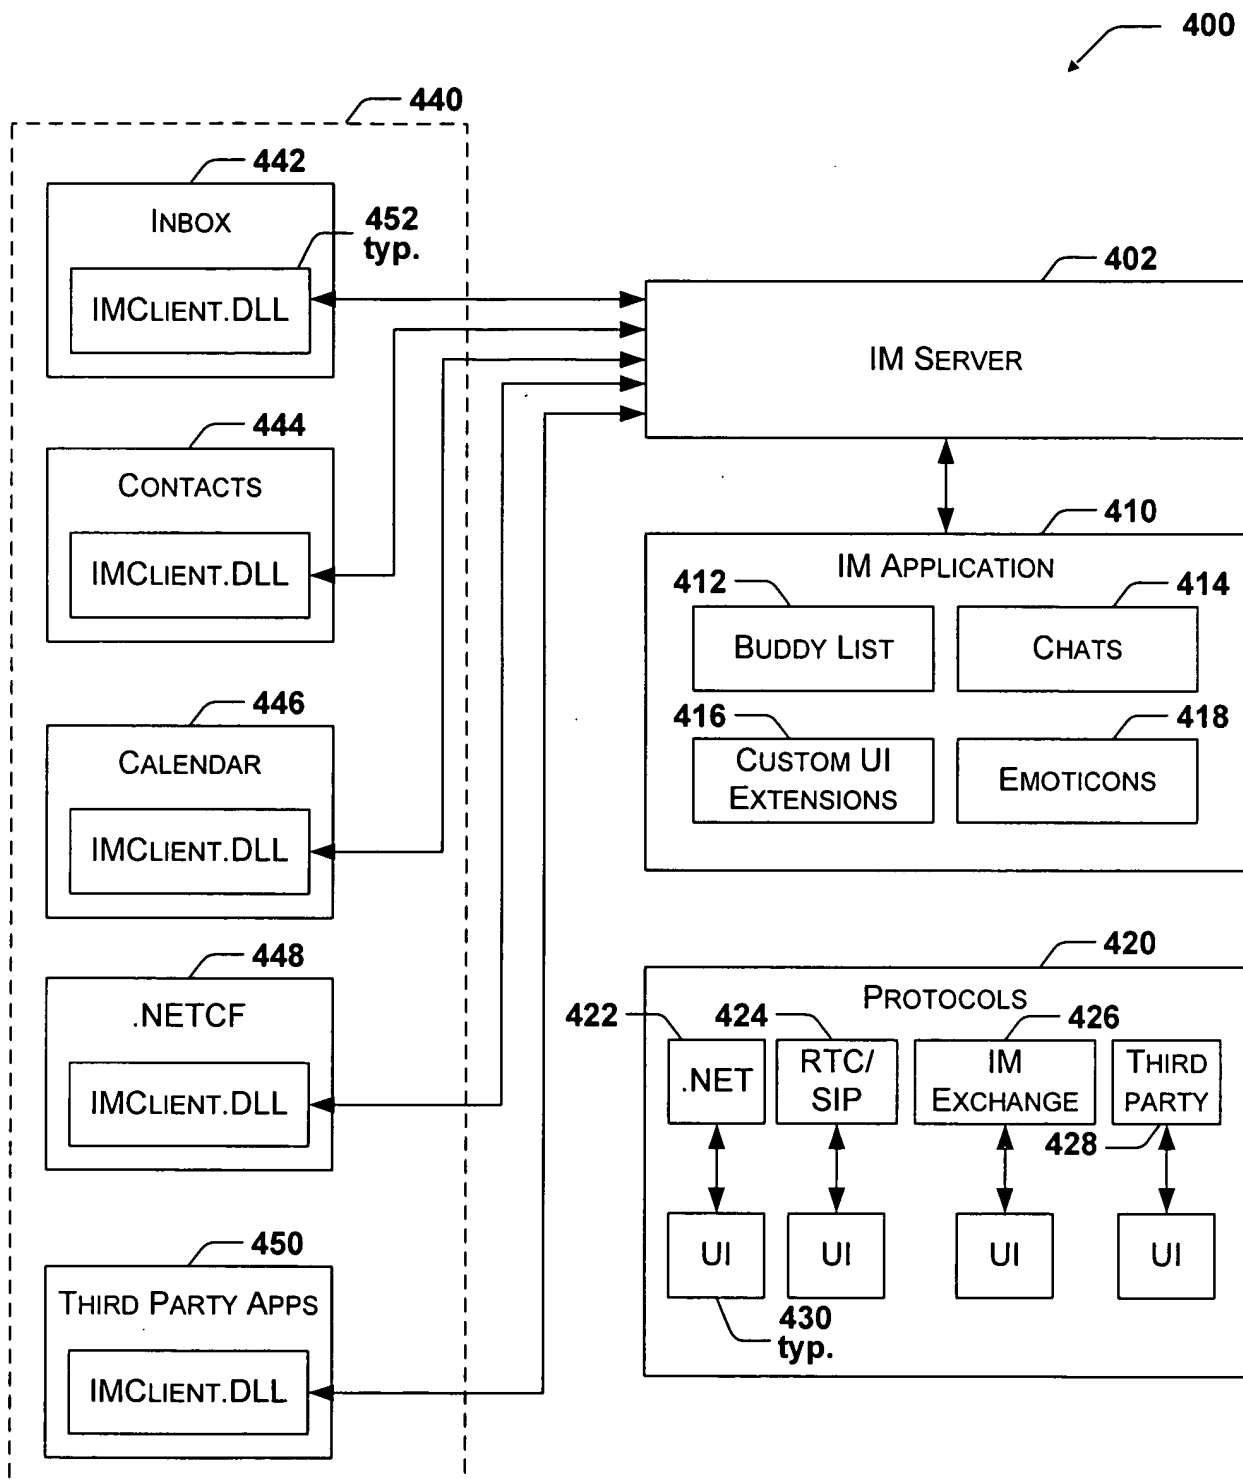 400
440
442
INBOX
452
typ.
IMCLIENT.DLL
402
IM SERVER
444
CONTACTS
IMCLIENT.DLL
410
IM APPLICATION
412
BUDDY LIST
414
CHATS
416
CUSTOM UI
EXTENSIONS
418
EMOTICONS
446
CALENDAR
IMCLIENT.DLL
448
.NETCF
IMCLIENT.DLL
420
PROTOCOLS
422
.NET
424
RTC/
SIP
426
IM
EXCHANGE
THIRD
PARTY
428
UI
UI
UI
UI
430
typ.
450
THIRD PARTY APPS
IMCLIENT.DLL